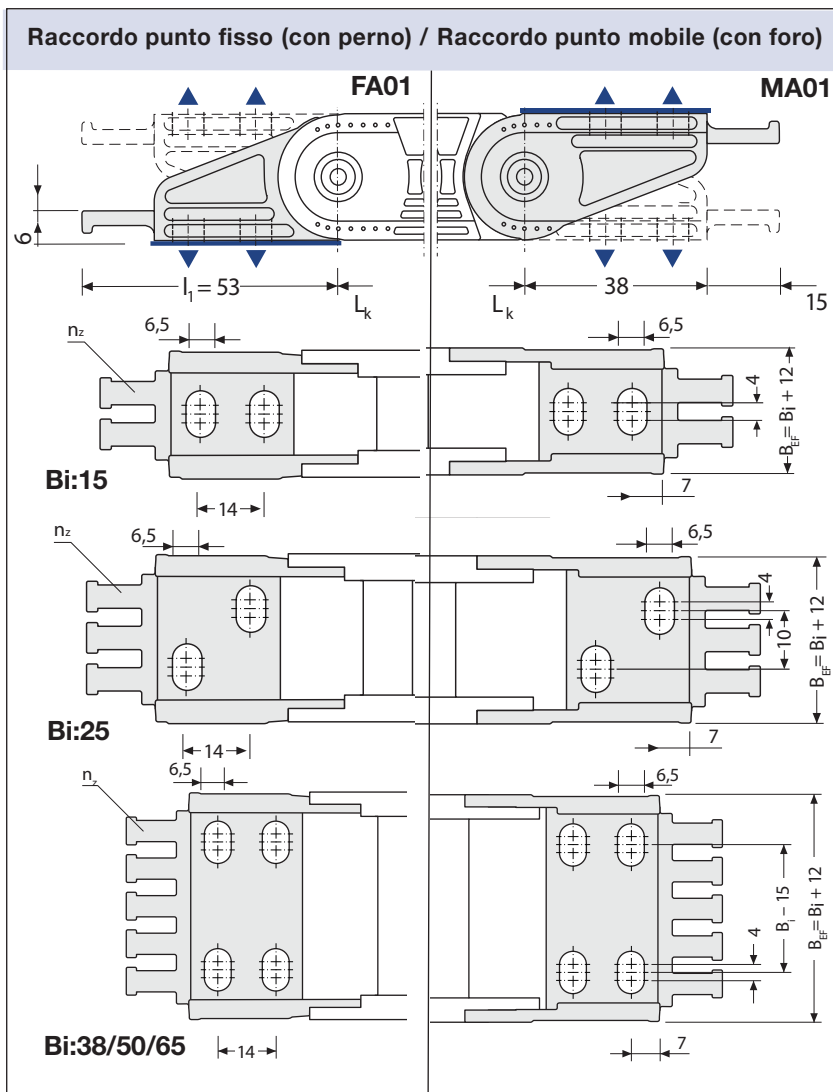 Raccordo punto fisso (con perno) / Raccordo punto mobile (con foro)
FA01
MA01
6
l1 = 53
Lk
Lk
38
15
nz
6,5
6,5
4
BEF = Bi + 12
Bi:15
14
7
nz
6,5
6,5
4
10
BEF = Bi + 12
Bi:25
14
7
nz
6,5
6,5
Bi – 15
4
BEF = Bi + 12
Bi:38/50/65
14
7